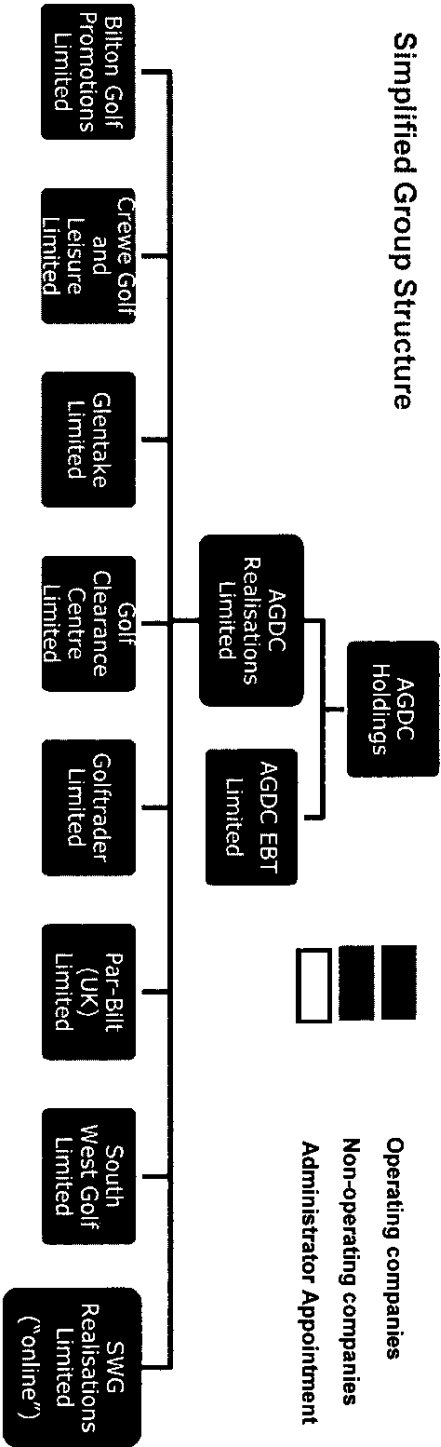 Simplified Group Structure
Operating companies
Non-operating companies
Administrator Appointment
AGDC
Holdings
AGDC
Realisations
Limited
AGDC EBT
Limited
Bilton Golf
Promotions
Limited
Crewe Golf
and
Leisure
Limited
Glentake
Limited
Golf
Clearance
Centre
Limited
Golftrader
Limited
Par-Bilt
(UK)
Limited
South
West Golf
Limited
SWG
Realisations
Limited
("online")